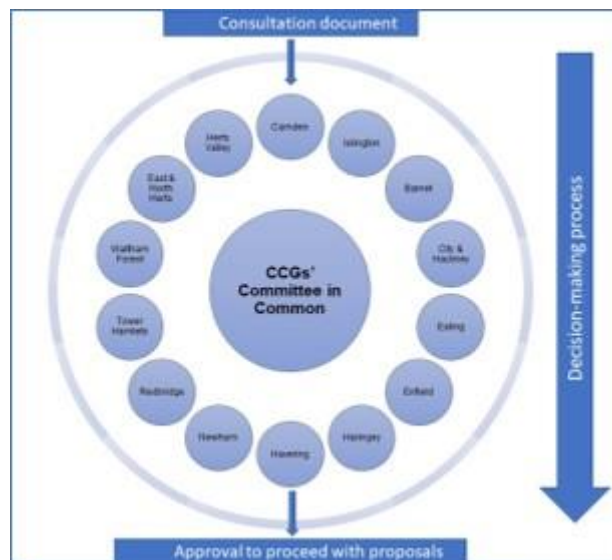 Consultation document
Camden
Islington
Barnet
City &
Hackney
Ealing
Enfield
Haringey
Havering
Newham
Redbridge
Tower
Hamlets
Waltham
Forest
East &
North
Herts
Herts
Valley
CCGs'
Committee in
Common
Decision-making process
Approval to proceed with proposals